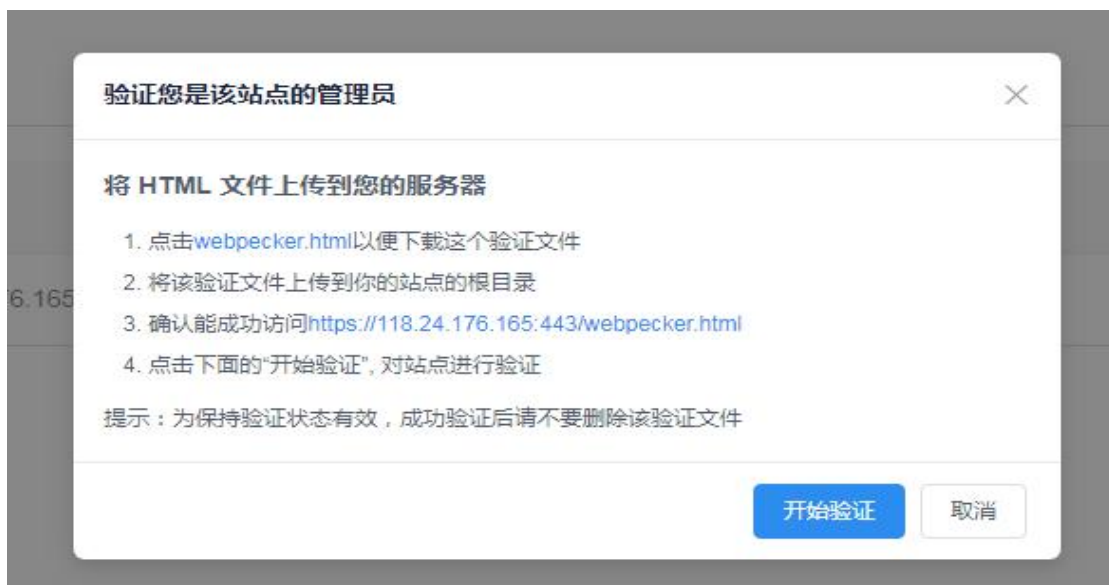 验证您是该站点的管理员
将 HTML 文件上传到您的服务器
1. 点击webpecker.html以便下载这个验证文件
2. 将该验证文件上传到你的站点的根目录
6.165
3. 确认能成功访问https://118.24.176.165:443/webpecker.html
4. 点击下面的“开始验证”, 对站点进行验证
提示：为保持验证状态有效，成功验证后请不要删除该验证文件
开始验证 取消